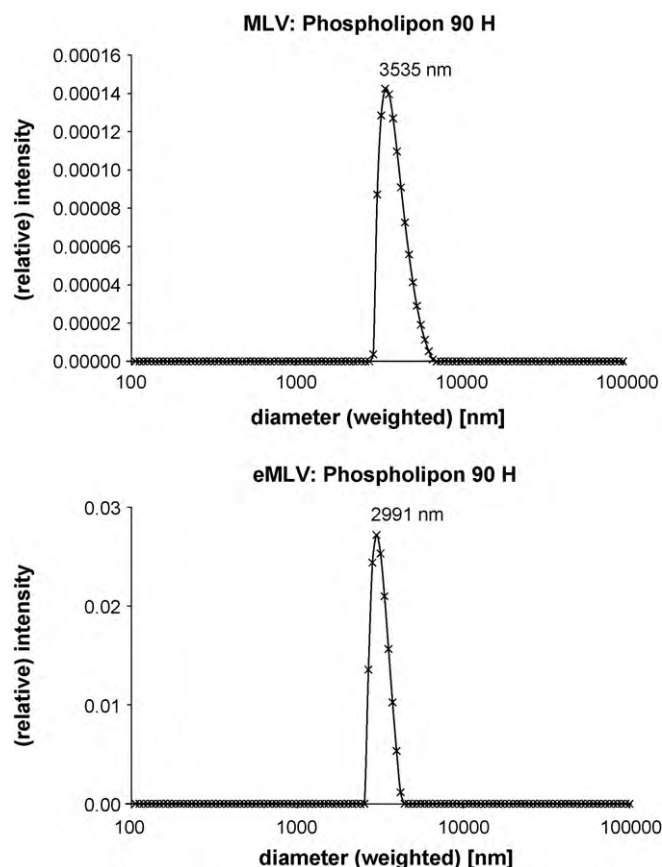 MLV: Phospholipon 90 H
3535 nm
0.00016
0.00014
0.00012
0.00010
0.00008
0.00006
0.00004
0.00002
0.00000
(relative) intensity
100 1000 10000 100000
diameter (weighted) [nm]
eMLV: Phospholipon 90 H
2991 nm
0.03
0.02
0.01
0.00
(relative) intensity
100 1000 10000 100000
diameter (weighted) [nm]